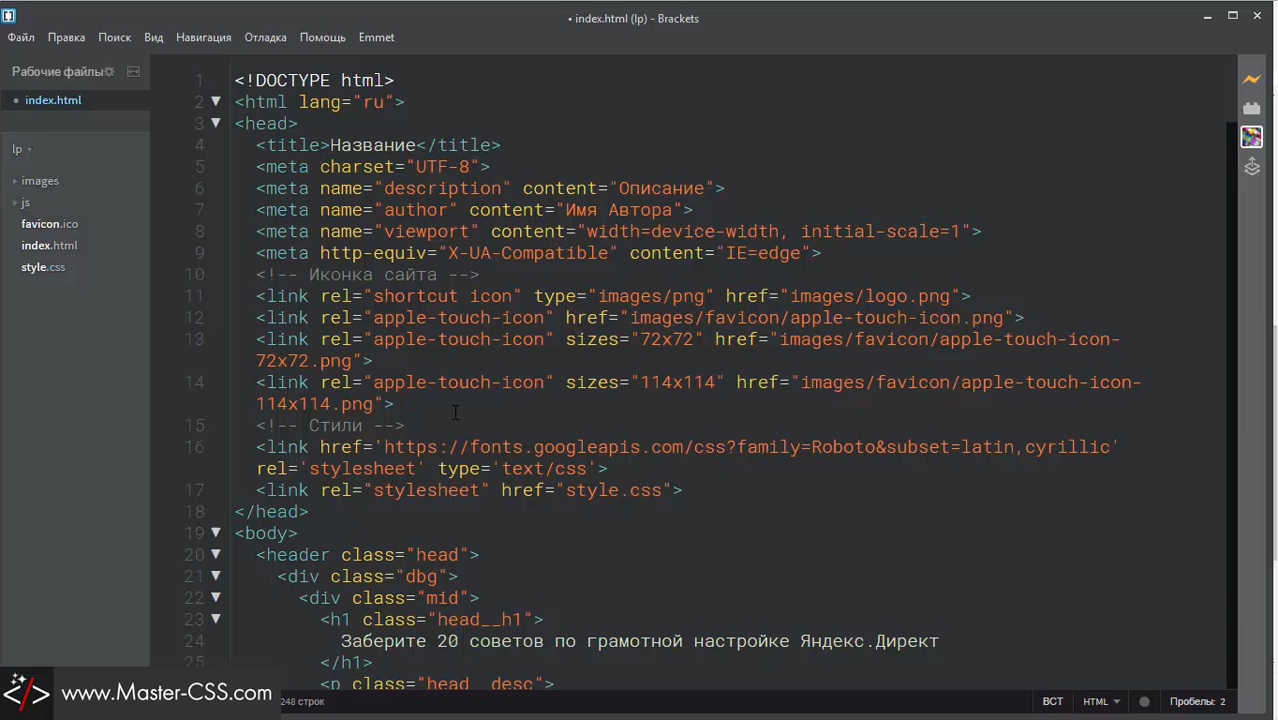 • index.html (lp) - Brackets
Файл Правка Поиск Вид Навигация Отладка Помощь Emmet
Рабочие файлы
• index.html
lp
images
js
favicon.ico
index.html
style.css
1 <!DOCTYPE html>
2 <html lang="ru">
3 <head>
4 <title>Название</title>
5 <meta charset="UTF-8">
6 <meta name="description" content="Описание">
7 <meta name="author" content="Имя Автора">
8 <meta name="viewport" content="width=device-width, initial-scale=1">
9 <meta http-equiv="X-UA-Compatible" content="IE=edge">
10 <!-- Иконка сайта -->
11 <link rel="shortcut icon" type="images/png" href="images/logo.png">
12 <link rel="apple-touch-icon" href="images/favicon/apple-touch-icon.png">
13 <link rel="apple-touch-icon" sizes="72x72" href="images/favicon/apple-touch-icon-
72x72.png">
14 <link rel="apple-touch-icon" sizes="114x114" href="images/favicon/apple-touch-icon-
114x114.png">
15 <!-- Стили -->
16 <link href='https://fonts.googleapis.com/css?family=Roboto&subset=latin,cyrillic'
rel='stylesheet' type='text/css'>
17 <link rel="stylesheet" href="style.css">
18 </head>
19 <body>
20 <header class="head">
21 <div class="dbg">
22 <div class="mid">
23 <h1 class="head__h1">
24 Заберите 20 советов по грамотной настройке Яндекс.Директ
25 </h1>
<p class="head__desc">
www.Master-CSS.com
248 строк
ВСТ HTML Пробелы: 2